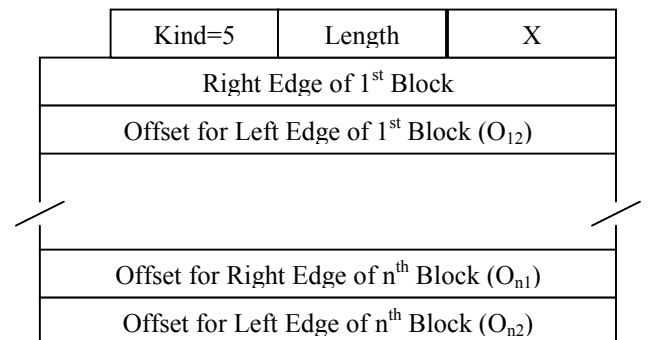 Kind=5 Length X
Right Edge of 1st Block
Offset for Left Edge of 1st Block (O12)
Offset for Right Edge of nth Block (On1)
Offset for Left Edge of nth Block (On2)